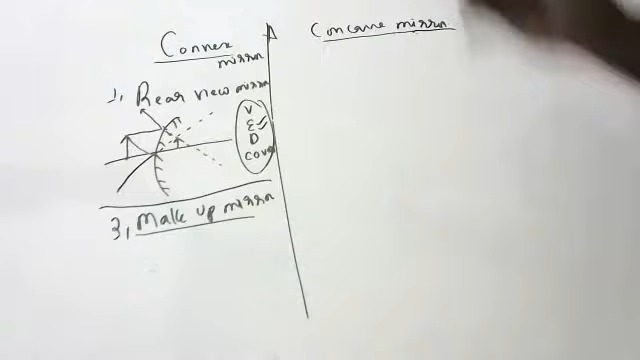 Convex
mirror
Concave mirror
1, Rear view mirror
V
E
D
COVE
3, Make up mirror